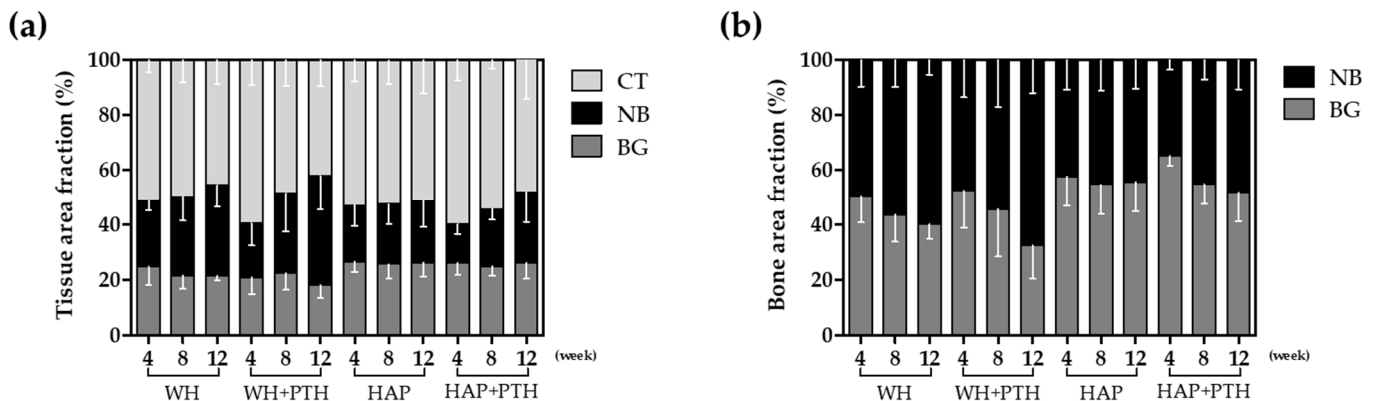 (a)
Tissue area fraction (%)
100
80
60
40
20
0
4 8 12 4 8 12 4 8 12 4 8 12 (week)
WH WH+PTH HAP HAP+PTH
CT
NB
BG
(b)
Bone area fraction (%)
100
80
60
40
20
0
4 8 12 4 8 12 4 8 12 4 8 12 (week)
WH WH+PTH HAP HAP+PTH
NB
BG